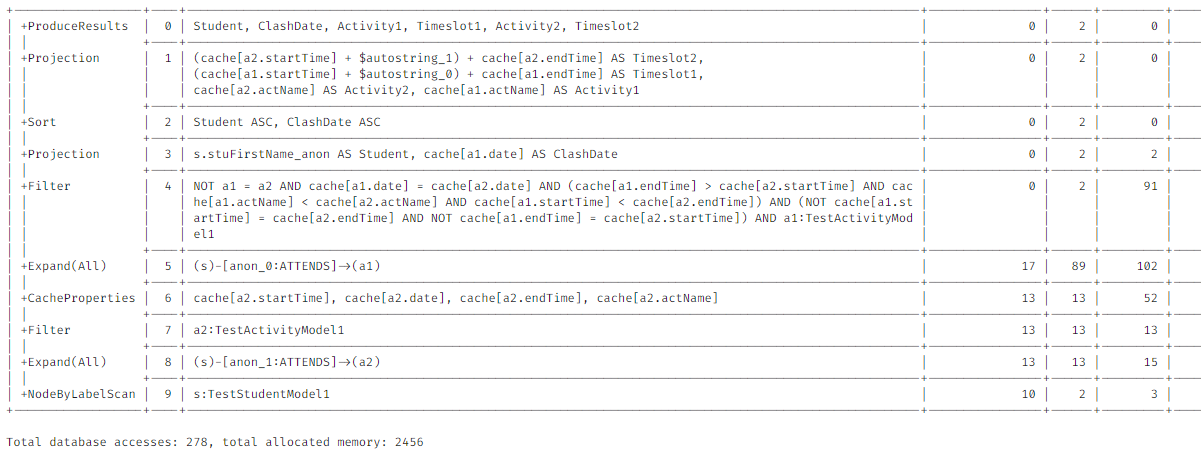 +ProduceResults | 0 | Student, ClashDate, Activity1, Timeslot1, Activity2, Timeslot2 | 0 | 2 | 0 |
+Projection | 1 | (cache[a2.startTime] + $autostring_1) + cache[a2.endTime] AS Timeslot2, | 0 | 2 | 0 |
(cache[a1.startTime] + $autostring_0) + cache[a1.endTime] AS Timeslot1,
cache[a2.actName] AS Activity2, cache[a1.actName] AS Activity1
+Sort | 2 | Student ASC, ClashDate ASC | 0 | 2 | 0 |
+Projection | 3 | s.stuFirstName_anon AS Student, cache[a1.date] AS ClashDate | 0 | 2 | 2 |
+Filter | 4 | NOT a1 = a2 AND cache[a1.date] = cache[a2.date] AND (cache[a1.endTime] > cache[a2.startTime] AND cac | 0 | 2 | 91 |
he[a1.actName] < cache[a2.actName] AND cache[a1.startTime] < cache[a2.endTime]) AND (NOT cache[a1.st
artTime] = cache[a2.endTime] AND NOT cache[a1.endTime] = cache[a2.startTime]) AND a1:TestActivityMod
el1
+Expand(All) | 5 | (s)-[anon_0:ATTENDS]->(a1) | 17 | 89 | 102 |
+CacheProperties | 6 | cache[a2.startTime], cache[a2.date], cache[a2.endTime], cache[a2.actName] | 13 | 13 | 52 |
+Filter | 7 | a2:TestActivityModel1 | 13 | 13 | 13 |
+Expand(All) | 8 | (s)-[anon_1:ATTENDS]->(a2) | 13 | 13 | 15 |
+NodeByLabelScan | 9 | s:TestStudentModel1 | 10 | 2 | 3 |
Total database accesses: 278, total allocated memory: 2456